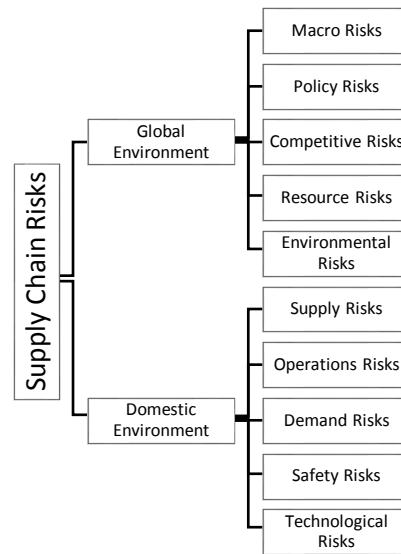 Supply Chain Risks
Global
Environment
Macro Risks
Policy Risks
Competitive Risks
Resource Risks
Environmental
Risks
Domestic
Environment
Supply Risks
Operations Risks
Demand Risks
Safety Risks
Technological
Risks